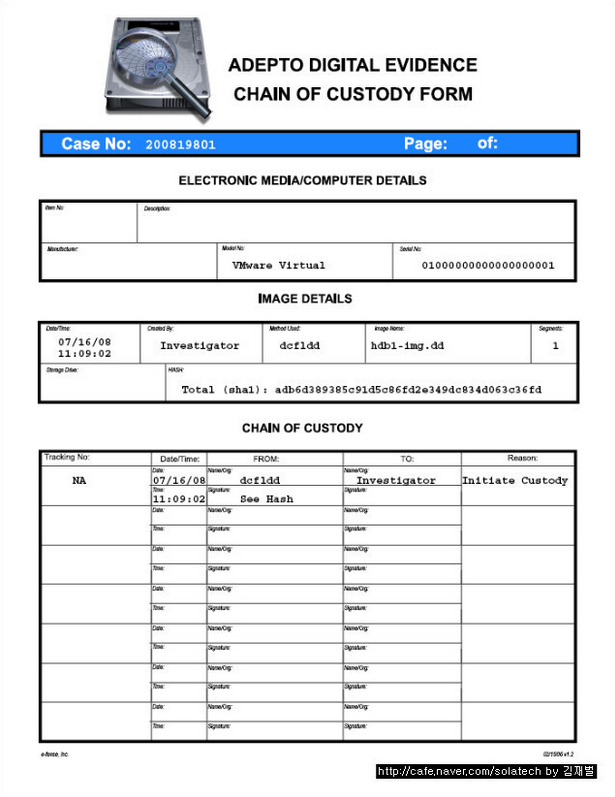 ADEPTO DIGITAL EVIDENCE
CHAIN OF CUSTODY FORM
Case No: 200819801 Page: of:
ELECTRONIC MEDIA/COMPUTER DETAILS
Item No: Description:
Manufacturer: Model No: Serial No:
VMware Virtual 01000000000000000001
IMAGE DETAILS
Date/Time: Created By: Method Used: Image Name: Segments:
07/16/08
11:09:02 Investigator dcfldd hdb1-img.dd 1
Storage Drive: HASH:
Total (sha1): adb6d389385c91d5c86fd2e349dc834d063c36fd
CHAIN OF CUSTODY
Tracking No: Date/Time: FROM: TO: Reason:
Date: Name/Org: Name/Org:
NA 07/16/08 dcfldd Investigator Initiate Custody
Time: Signature: Signature:
11:09:02 See Hash
Date: Name/Org: Name/Org:
Time: Signature: Signature:
Date: Name/Org: Name/Org:
Time: Signature: Signature:
Date: Name/Org: Name/Org:
Time: Signature: Signature:
Date: Name/Org: Name/Org:
Time: Signature: Signature:
Date: Name/Org: Name/Org:
Time: Signature: Signature:
Date: Name/Org: Name/Org:
Time: Signature: Signature:
e-fense, Inc. 02/15/06 v1.2
http://cafe.naver.com/solatech by 김재벌